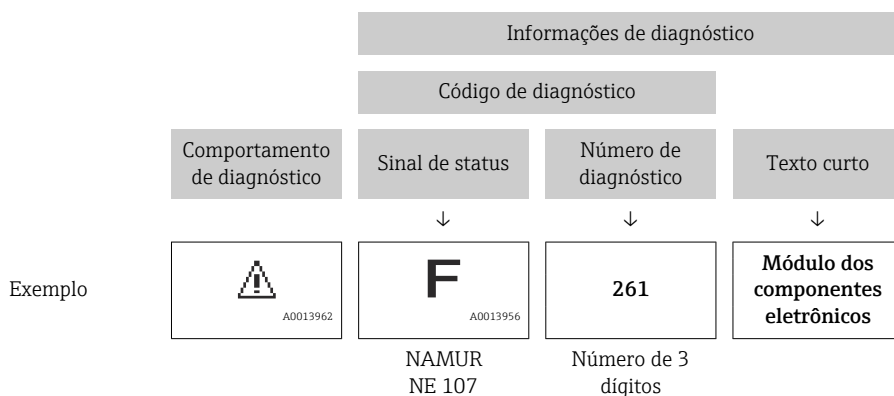 Informações de diagnóstico
Código de diagnóstico
Comportamento
de diagnóstico
Sinal de status
Número de
diagnóstico
Texto curto
↓
↓
↓
Exemplo
A0013962
F
A0013956
261
Módulo dos
componentes
eletrônicos
NAMUR
NE 107
Número de 3
dígitos